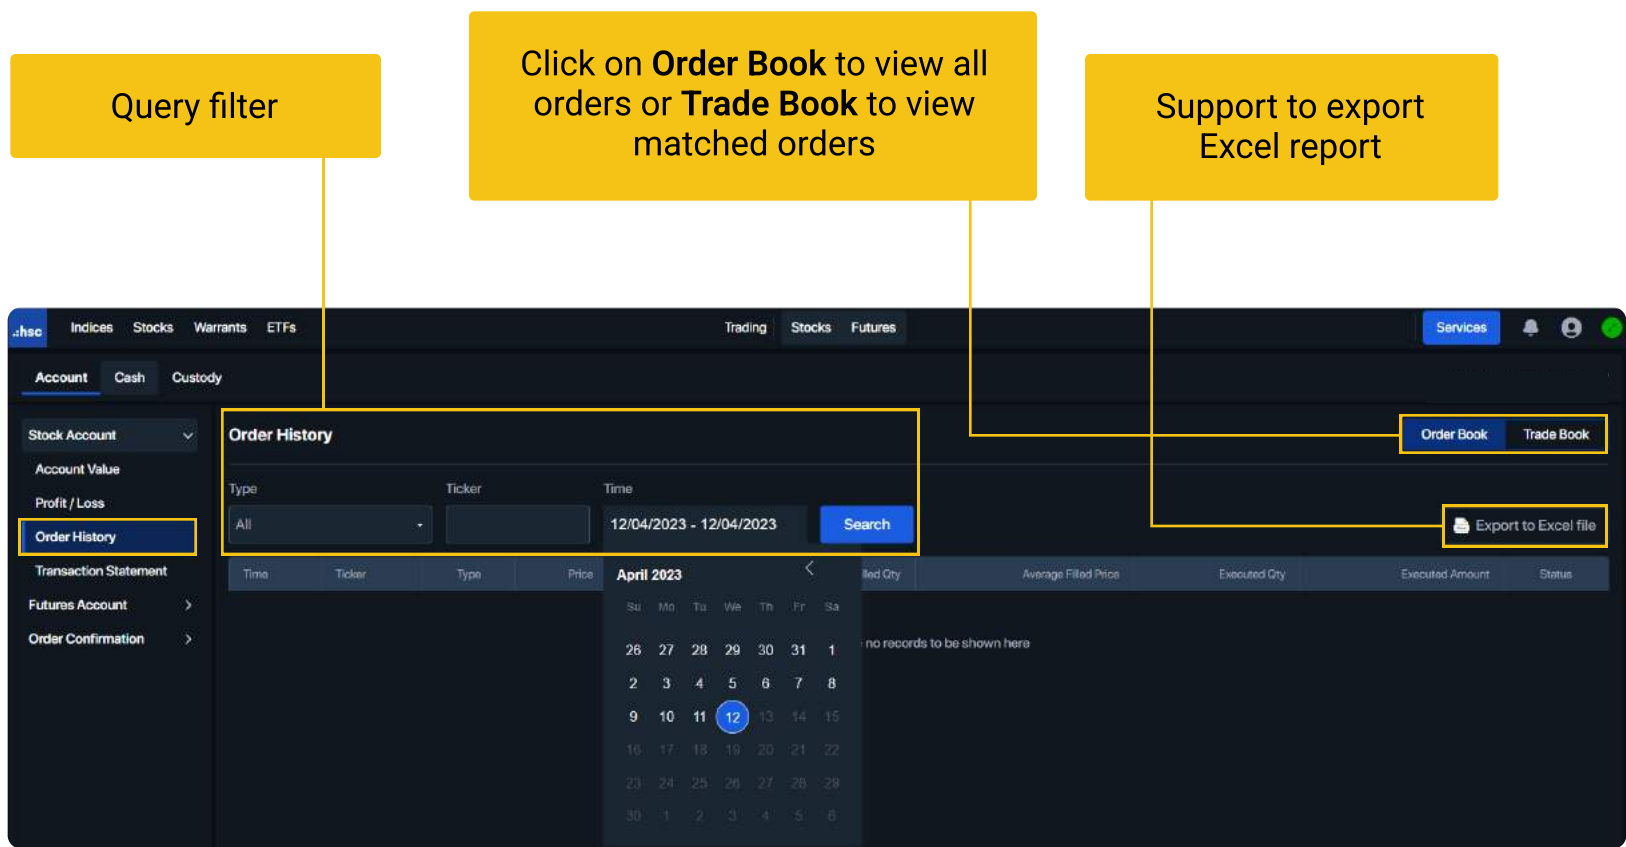 Query filter
Click on Order Book to view all
orders or Trade Book to view
matched orders
Support to export
Excel report
.:hsc Indices Stocks Warrants ETFs Trading Stocks Futures Services
Account Cash Custody
Stock Account
Account Value
Profit / Loss
Order History
Transaction Statement
Futures Account
Order Confirmation
Order History
Order Book Trade Book
Type Ticker Time
All 12/04/2023 - 12/04/2023 Search
Export to Excel file
Time Ticker Type Price Qty Average Filled Price Executed Qty Executed Amount Status
April 2023
Su Mo Tu We Th Fr Sa
26 27 28 29 30 31 1
2 3 4 5 6 7 8
9 10 11 12 13 14 15
16 17 18 19 20 21 22
23 24 25 26 27 28 29
30 1 2 3 4 5 6
no records to be shown here